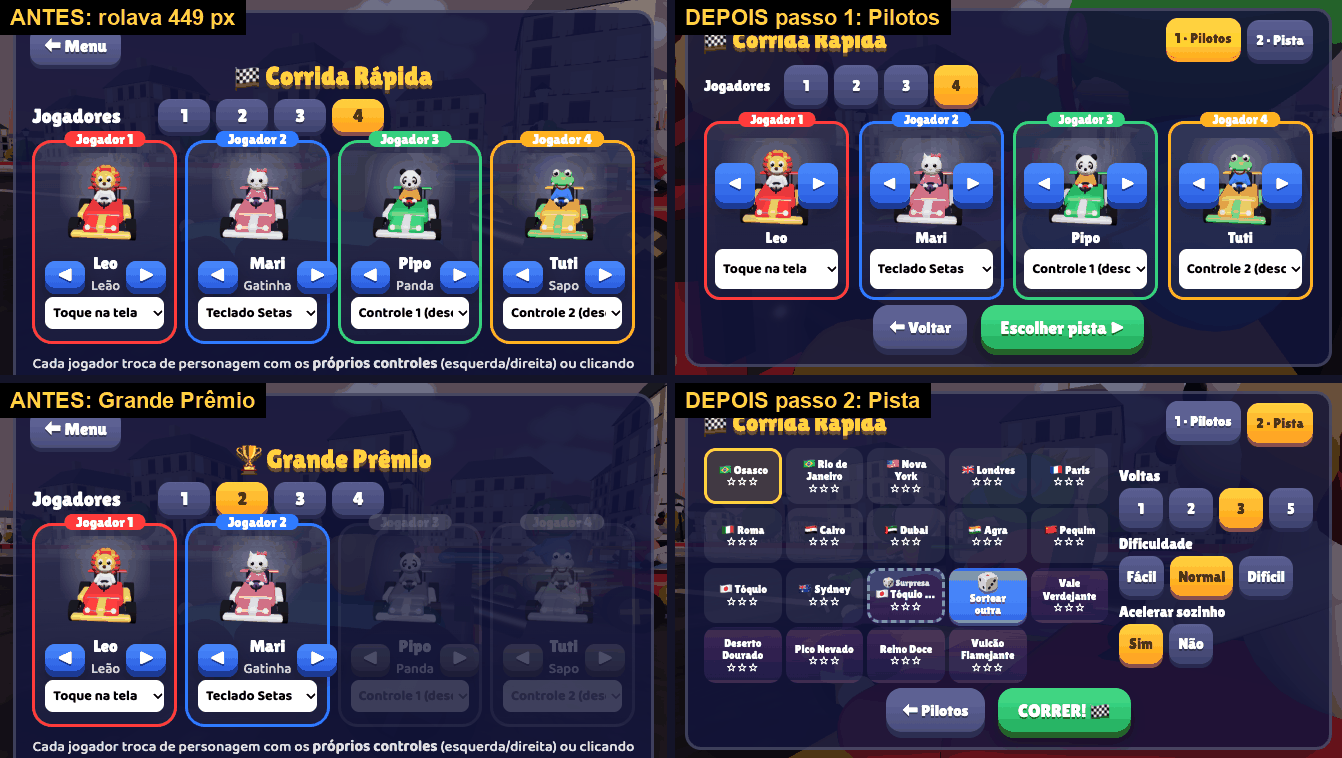 ANTES: rolava 449 px
← Menu
Corrida Rápida
Jogadores 1 2 3 4
Jogador 1 Jogador 2 Jogador 3 Jogador 4
Leo Mari Pipo Tuti
Leão Gatinha Panda Sapo
Toque na tela Teclado Setas Controle 1 (desc Controle 2 (desc
Cada jogador troca de personagem com os próprios controles (esquerda/direita) ou clicando
DEPOIS passo 1: Pilotos
Corrida Rápida
1 · Pilotos 2 · Pista
Jogadores 1 2 3 4
Jogador 1 Jogador 2 Jogador 3 Jogador 4
Leo Mari Pipo Tuti
Toque na tela Teclado Setas Controle 1 (desc Controle 2 (desc
← Voltar Escolher pista ▶
ANTES: Grande Prêmio
← Menu
Grande Prêmio
Jogadores 1 2 3 4
Jogador 1 Jogador 2 Jogador 3 Jogador 4
Leo Mari Pipo Tuti
Leão Gatinha Panda Sapo
Toque na tela Teclado Setas Controle 1 (desc Controle 2 (desc
Cada jogador troca de personagem com os próprios controles (esquerda/direita) ou clicando
DEPOIS passo 2: Pista
Corrida Rápida
1 · Pilotos 2 · Pista
Osasco
Rio de
Janeiro
Nova
York
Londres
Paris
Roma
Cairo
Dubai
Agra
Pequim
Tóquio
Sydney
Surpresa
Tóquio ...
Sortear
outra
Vale
Verdejante
Deserto
Dourado
Pico Nevado
Reino Doce
Vulcão
Flamejante
Voltas
1 2 3 5
Dificuldade
Fácil Normal Difícil
Acelerar sozinho
Sim Não
← Pilotos CORRER!